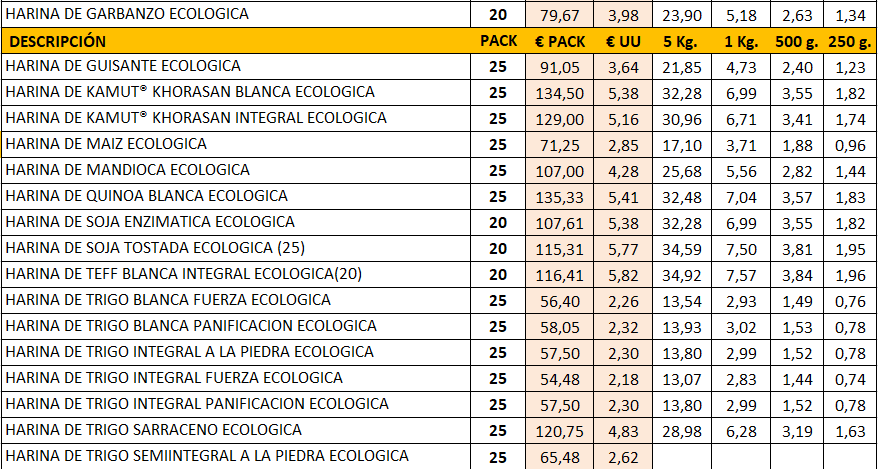 HARINA DE GARBANZO ECOLOGICA 20 79,67 3,98 23,90 5,18 2,63 1,34
DESCRIPCIÓN PACK € PACK € UU 5 Kg. 1 Kg. 500 g. 250 g.
HARINA DE GUISANTE ECOLOGICA 25 91,05 3,64 21,85 4,73 2,40 1,23
HARINA DE KAMUT® KHORASAN BLANCA ECOLOGICA 25 134,50 5,38 32,28 6,99 3,55 1,82
HARINA DE KAMUT® KHORASAN INTEGRAL ECOLOGICA 25 129,00 5,16 30,96 6,71 3,41 1,74
HARINA DE MAIZ ECOLOGICA 25 71,25 2,85 17,10 3,71 1,88 0,96
HARINA DE MANDIOCA ECOLOGICA 25 107,00 4,28 25,68 5,56 2,82 1,44
HARINA DE QUINOA BLANCA ECOLOGICA 25 135,33 5,41 32,48 7,04 3,57 1,83
HARINA DE SOJA ENZIMATICA ECOLOGICA 20 107,61 5,38 32,28 6,99 3,55 1,82
HARINA DE SOJA TOSTADA ECOLOGICA (25) 20 115,31 5,77 34,59 7,50 3,81 1,95
HARINA DE TEFF BLANCA INTEGRAL ECOLOGICA(20) 20 116,41 5,82 34,92 7,57 3,84 1,96
HARINA DE TRIGO BLANCA FUERZA ECOLOGICA 25 56,40 2,26 13,54 2,93 1,49 0,76
HARINA DE TRIGO BLANCA PANIFICACION ECOLOGICA 25 58,05 2,32 13,93 3,02 1,53 0,78
HARINA DE TRIGO INTEGRAL A LA PIEDRA ECOLOGICA 25 57,50 2,30 13,80 2,99 1,52 0,78
HARINA DE TRIGO INTEGRAL FUERZA ECOLOGICA 25 54,48 2,18 13,07 2,83 1,44 0,74
HARINA DE TRIGO INTEGRAL PANIFICACION ECOLOGICA 25 57,50 2,30 13,80 2,99 1,52 0,78
HARINA DE TRIGO SARRACENO ECOLOGICA 25 120,75 4,83 28,98 6,28 3,19 1,63
HARINA DE TRIGO SEMIINTEGRAL A LA PIEDRA ECOLOGICA 25 65,48 2,62